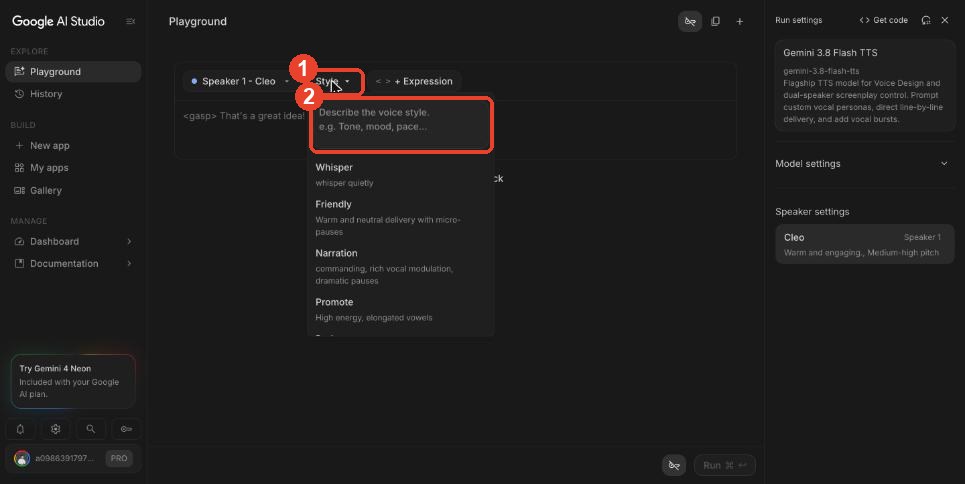 Google AI Studio
EXPLORE
Playground
History
BUILD
New app
My apps
Gallery
MANAGE
Dashboard
Documentation
Try Gemini 4 Neon
Included with your Google
AI plan.
a0986391797...
PRO
Playground
1
2
Speaker 1 - Cleo
Style
< > + Expression
<gasp> That's a great idea!
Describe the voice style.
e.g. Tone, mood, pace...
ck
Whisper
whisper quietly
Friendly
Warm and neutral delivery with micro-
pauses
Narration
commanding, rich vocal modulation,
dramatic pauses
Promote
High energy, elongated vowels
Run ⌘ ↩
Run settings
<> Get code
Gemini 3.8 Flash TTS
gemini-3.8-flash-tts
Flagship TTS model for Voice Design and
dual-speaker screenplay control. Prompt
custom vocal personas, direct line-by-line
delivery, and add vocal bursts.
Model settings
Speaker settings
Cleo
Speaker 1
Warm and engaging., Medium-high pitch